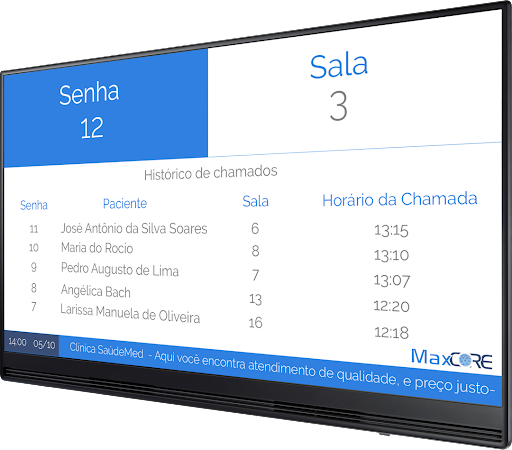 Senha
12
Sala
3
Histórico de chamados
Senha Paciente Sala Horário da Chamada
11 José Antônio da Silva Soares 6 13:15
10 Maria do Rocio 8 13:10
9 Pedro Augusto de Lima 7 13:07
8 Angélica Bach 13 12:20
7 Larissa Manuela de Oliveira 16 12:18
MaxCORE
14:00 05/10 Clínica SaúdeMed - Aqui você encontra atendimento de qualidade, e preço justo-